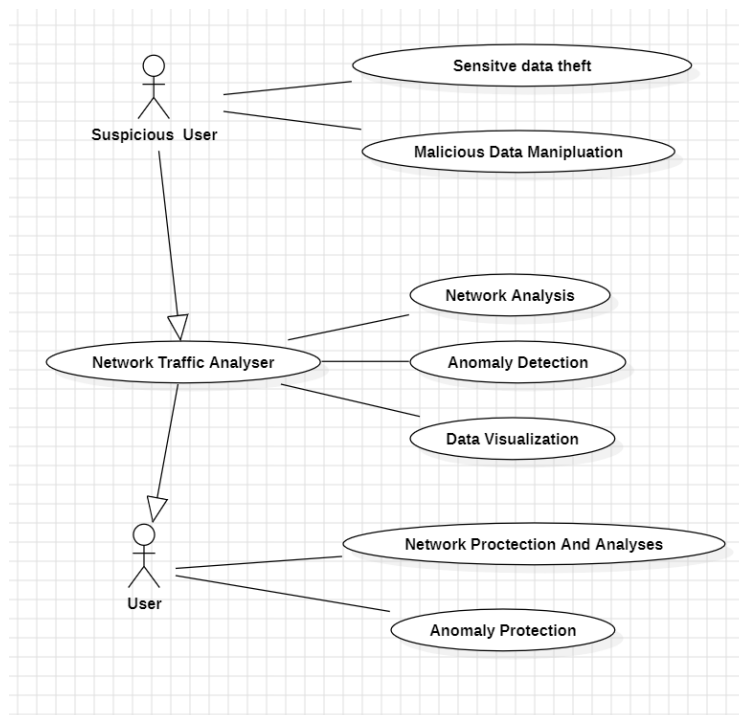 Sensitve data theft
Suspicious User
Malicious Data Manipluation
Network Analysis
Network Traffic Analyser
Anomaly Detection
Data Visualization
Network Proctection And Analyses
User
Anomaly Protection